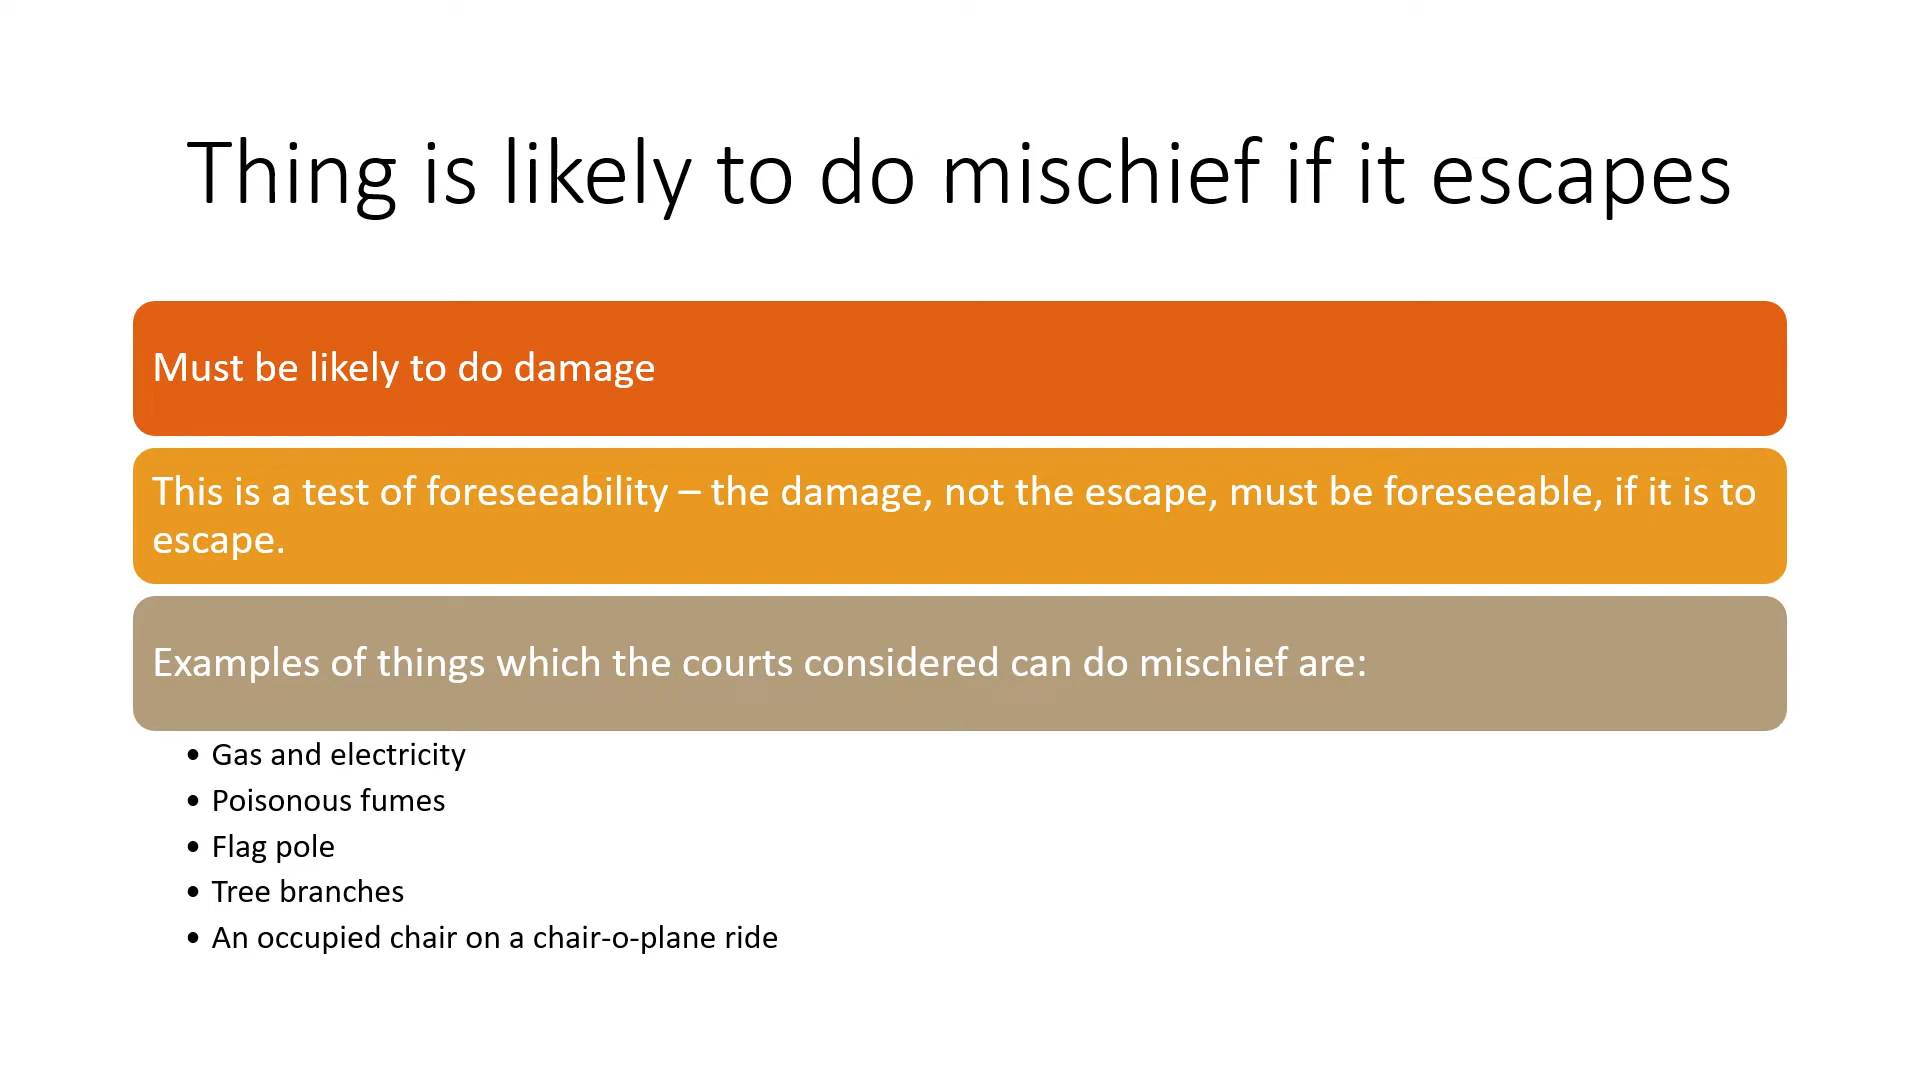 Thing is likely to do mischief if it escapes
Must be likely to do damage
This is a test of foreseeability – the damage, not the escape, must be foreseeable, if it is to
escape.
Examples of things which the courts considered can do mischief are:
• Gas and electricity
• Poisonous fumes
• Flag pole
• Tree branches
• An occupied chair on a chair-o-plane ride